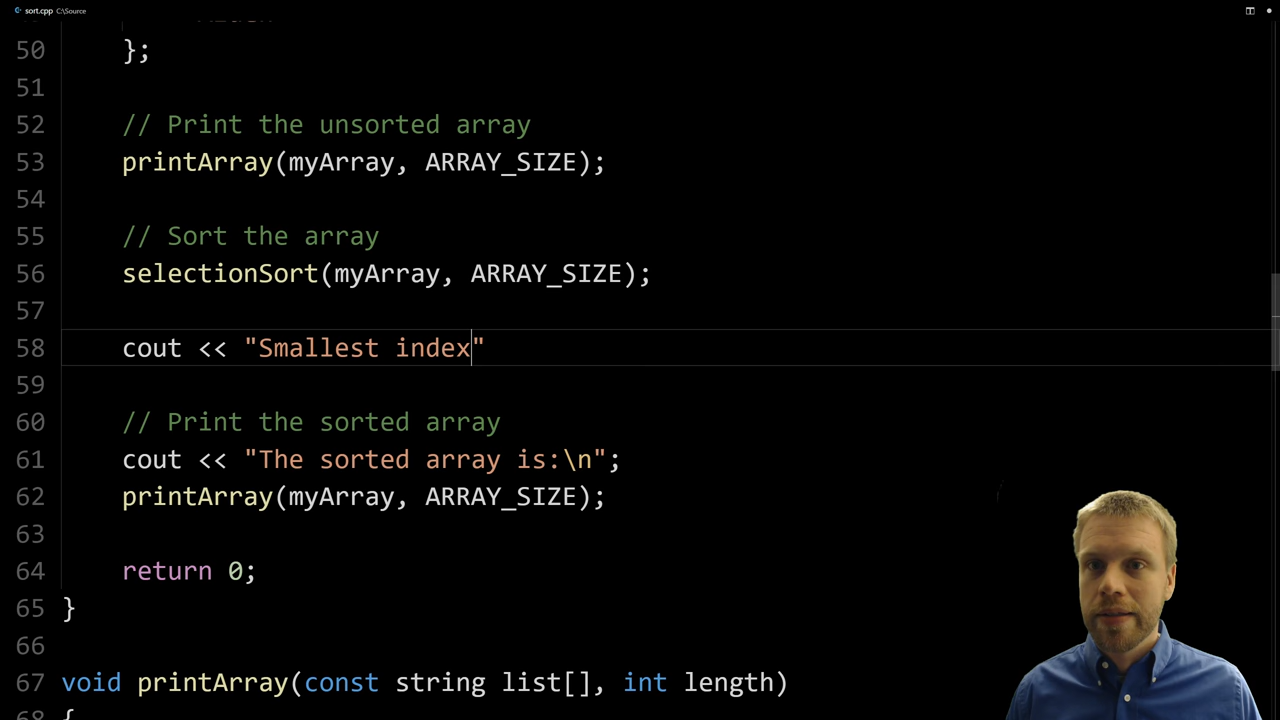 sort.cpp C:\Source
50 };
51
52 // Print the unsorted array
53 printArray(myArray, ARRAY_SIZE);
54
55 // Sort the array
56 selectionSort(myArray, ARRAY_SIZE);
57
58 cout << "Smallest index"
59
60 // Print the sorted array
61 cout << "The sorted array is:\n";
62 printArray(myArray, ARRAY_SIZE);
63
64 return 0;
65 }
66
67 void printArray(const string list[], int length)
68 {